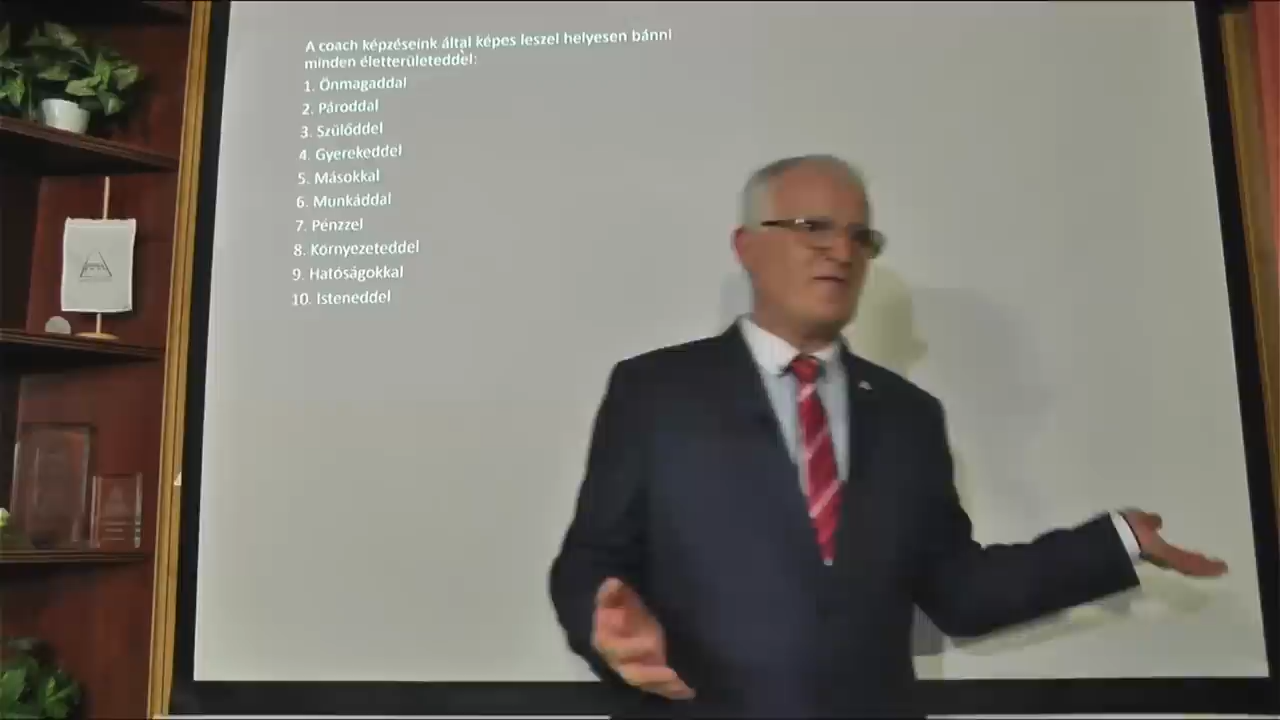 A coach képzéseink által képes leszel helyesen bánni
minden életterületeddel:
1. Önmagaddal
2. Pároddal
3. Szülőddel
4. Gyerekeddel
5. Másokkal
6. Munkáddal
7. Pénzzel
8. Környezeteddel
9. Hatóságokkal
10. Isteneddel